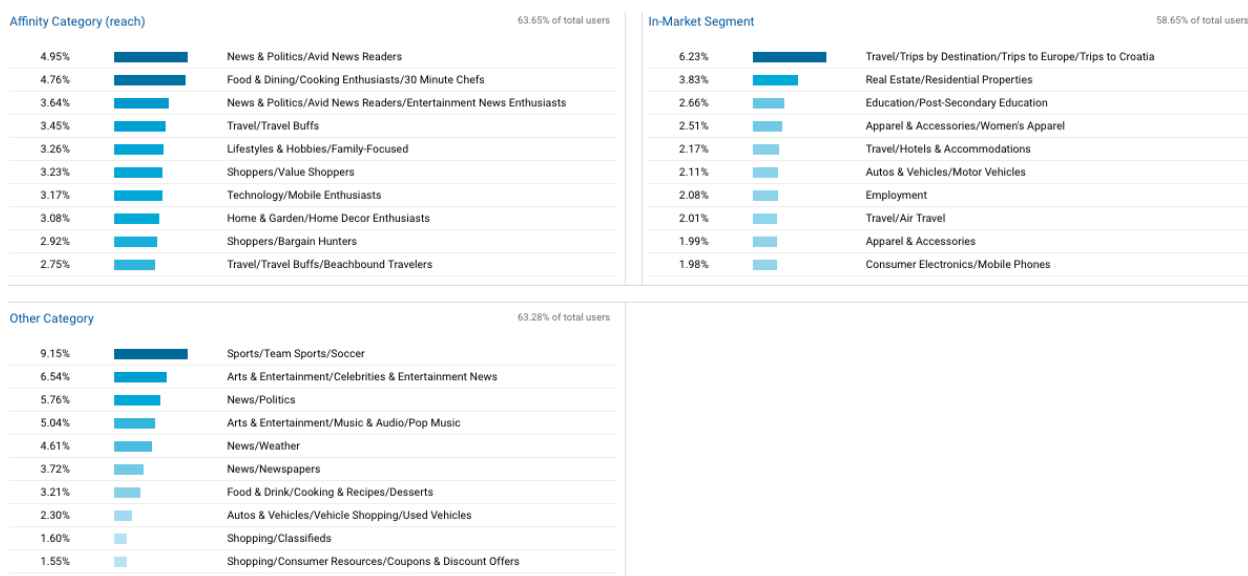 Affinity Category (reach) 63.65% of total users
4.95% News & Politics/Avid News Readers
4.76% Food & Dining/Cooking Enthusiasts/30 Minute Chefs
3.64% News & Politics/Avid News Readers/Entertainment News Enthusiasts
3.45% Travel/Travel Buffs
3.26% Lifestyles & Hobbies/Family-Focused
3.23% Shoppers/Value Shoppers
3.17% Technology/Mobile Enthusiasts
3.08% Home & Garden/Home Decor Enthusiasts
2.92% Shoppers/Bargain Hunters
2.75% Travel/Travel Buffs/Beachbound Travelers
In-Market Segment 58.65% of total users
6.23% Travel/Trips by Destination/Trips to Europe/Trips to Croatia
3.83% Real Estate/Residential Properties
2.66% Education/Post-Secondary Education
2.51% Apparel & Accessories/Women's Apparel
2.17% Travel/Hotels & Accommodations
2.11% Autos & Vehicles/Motor Vehicles
2.08% Employment
2.01% Travel/Air Travel
1.99% Apparel & Accessories
1.98% Consumer Electronics/Mobile Phones
Other Category 63.28% of total users
9.15% Sports/Team Sports/Soccer
6.54% Arts & Entertainment/Celebrities & Entertainment News
5.76% News/Politics
5.04% Arts & Entertainment/Music & Audio/Pop Music
4.61% News/Weather
3.72% News/Newspapers
3.21% Food & Drink/Cooking & Recipes/Desserts
2.30% Autos & Vehicles/Vehicle Shopping/Used Vehicles
1.60% Shopping/Classifieds
1.55% Shopping/Consumer Resources/Coupons & Discount Offers